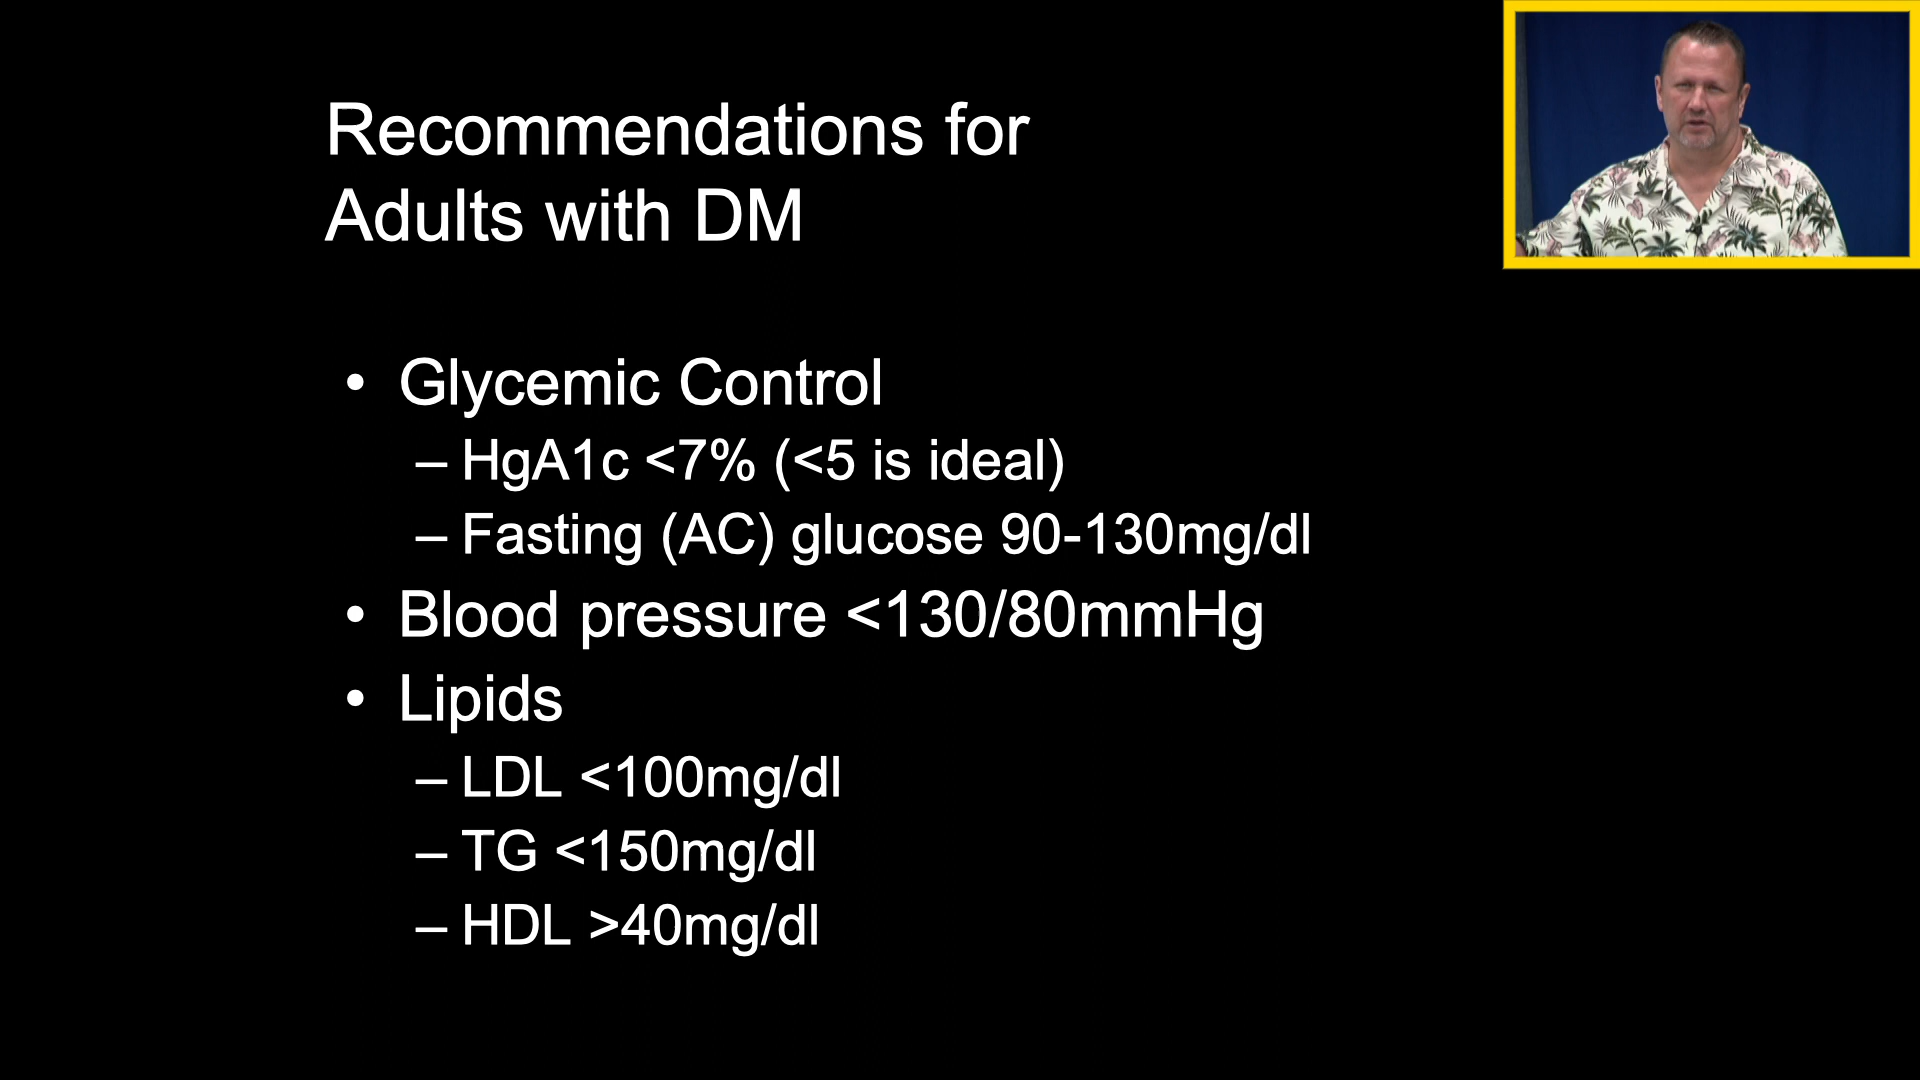 Recommendations for
Adults with DM
• Glycemic Control
– HgA1c <7% (<5 is ideal)
– Fasting (AC) glucose 90-130mg/dl
• Blood pressure <130/80mmHg
• Lipids
– LDL <100mg/dl
– TG <150mg/dl
– HDL >40mg/dl